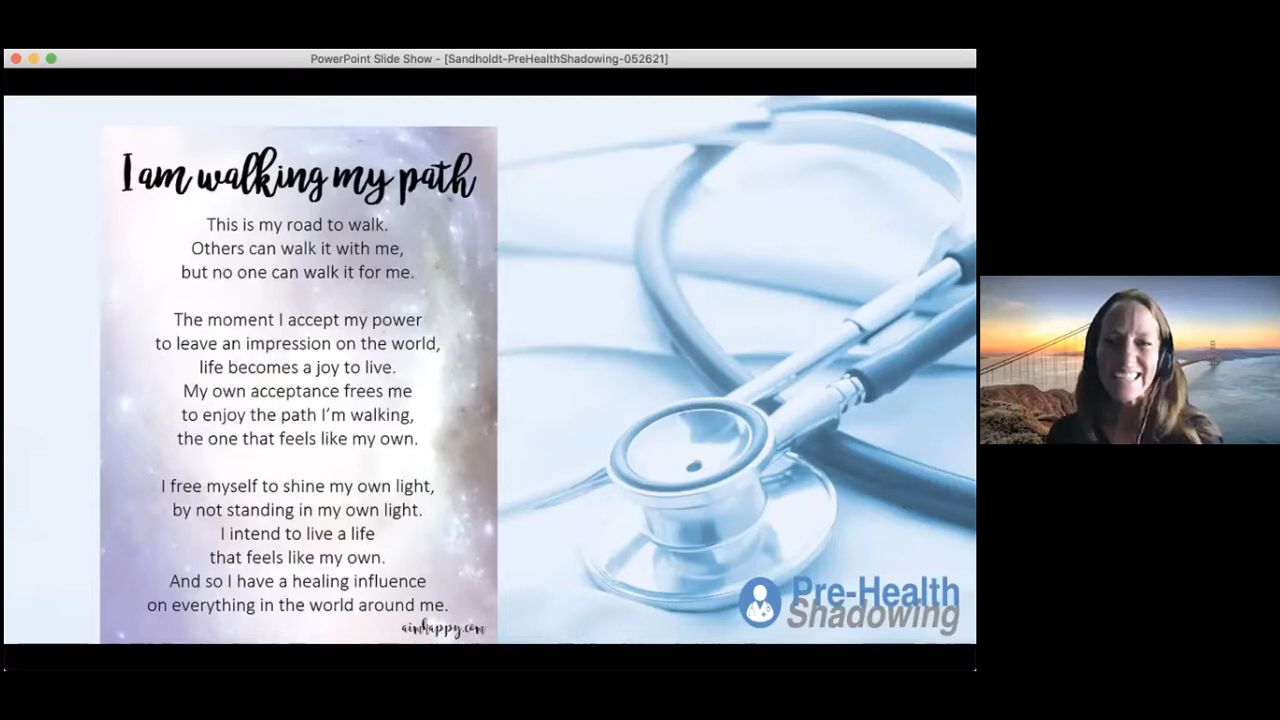 PowerPoint Slide Show - [Sandholdt-PreHealthShadowing-052621]
I am walking my path
This is my road to walk.
Others can walk it with me,
but no one can walk it for me.
The moment I accept my power
to leave an impression on the world,
life becomes a joy to live.
My own acceptance frees me
to enjoy the path I’m walking,
the one that feels like my own.
I free myself to shine my own light,
by not standing in my own light.
I intend to live a life
that feels like my own.
And so I have a healing influence
on everything in the world around me.
aimhappy.com
Pre-Health
Shadowing